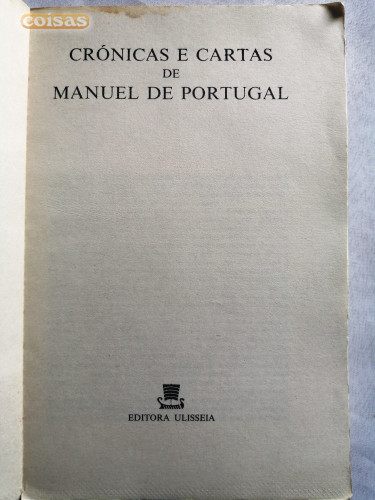 coisas
CRÓNICAS E CARTAS
DE
MANUEL DE PORTUGAL
EDITORA ULISSEIA